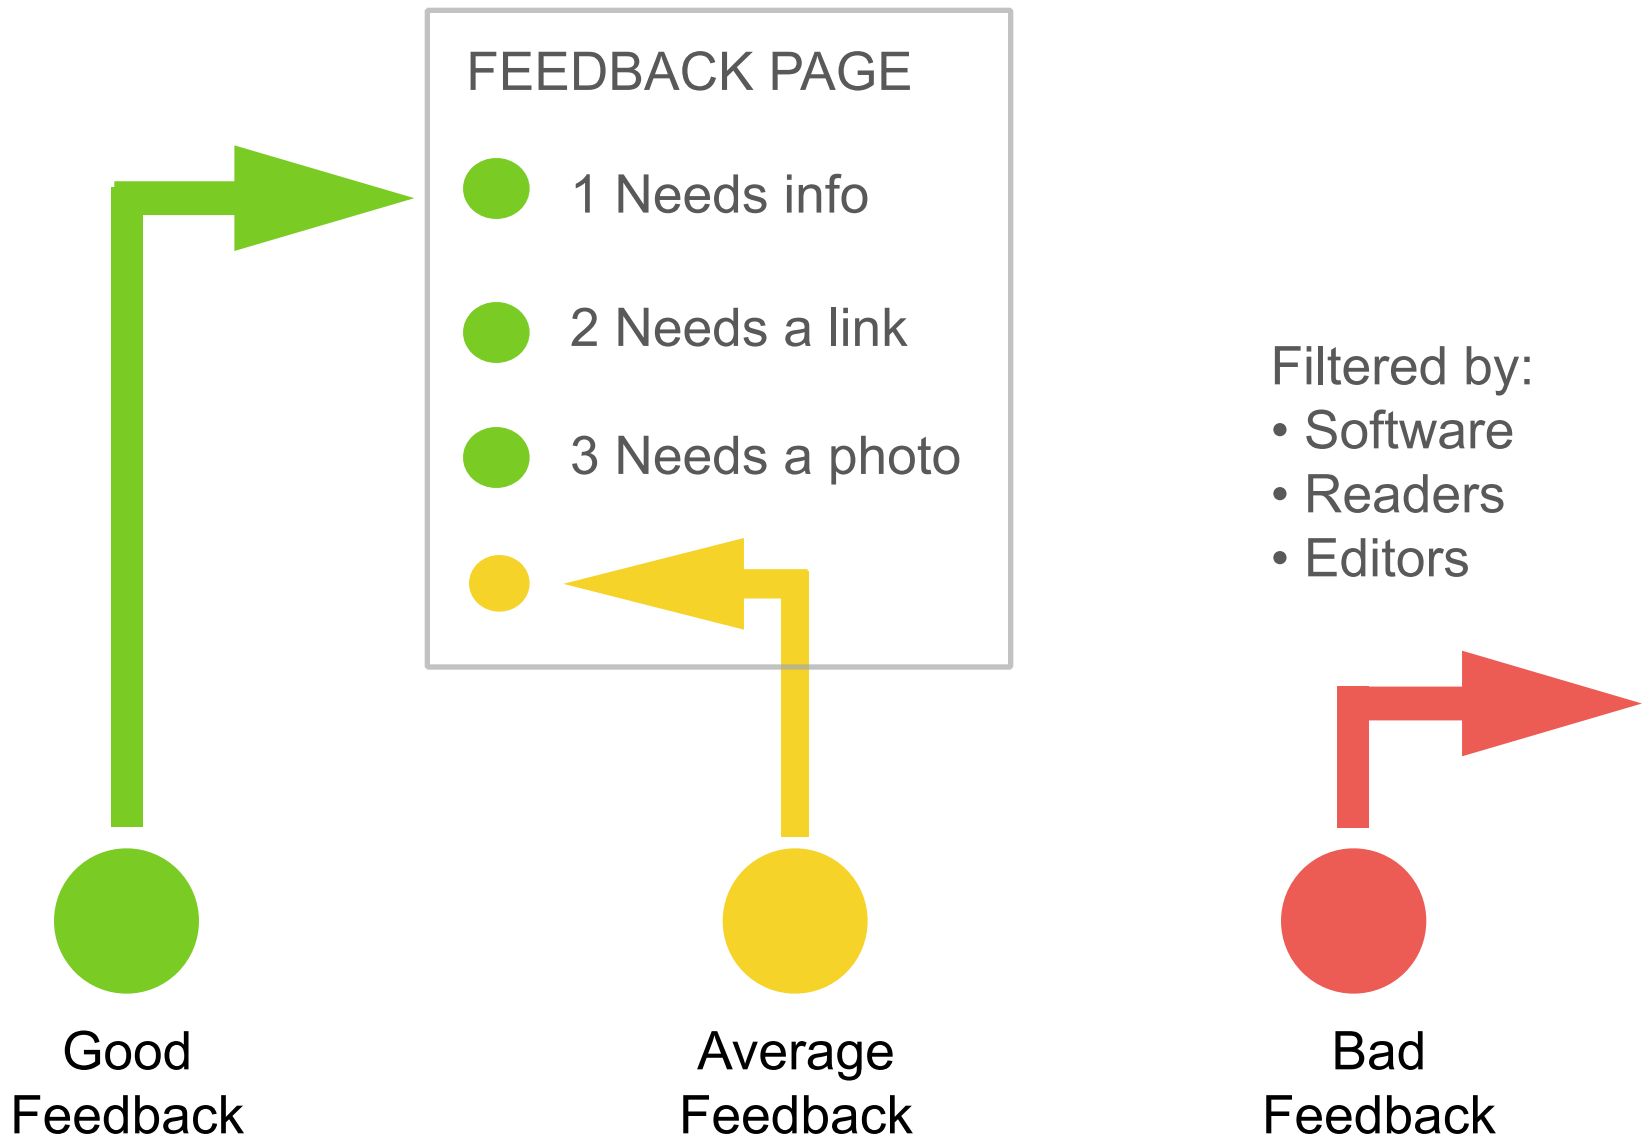 FEEDBACK PAGE
1 Needs info
2 Needs a link
3 Needs a photo
Filtered by:
• Software
• Readers
• Editors
Good
Feedback
Average
Feedback
Bad
Feedback